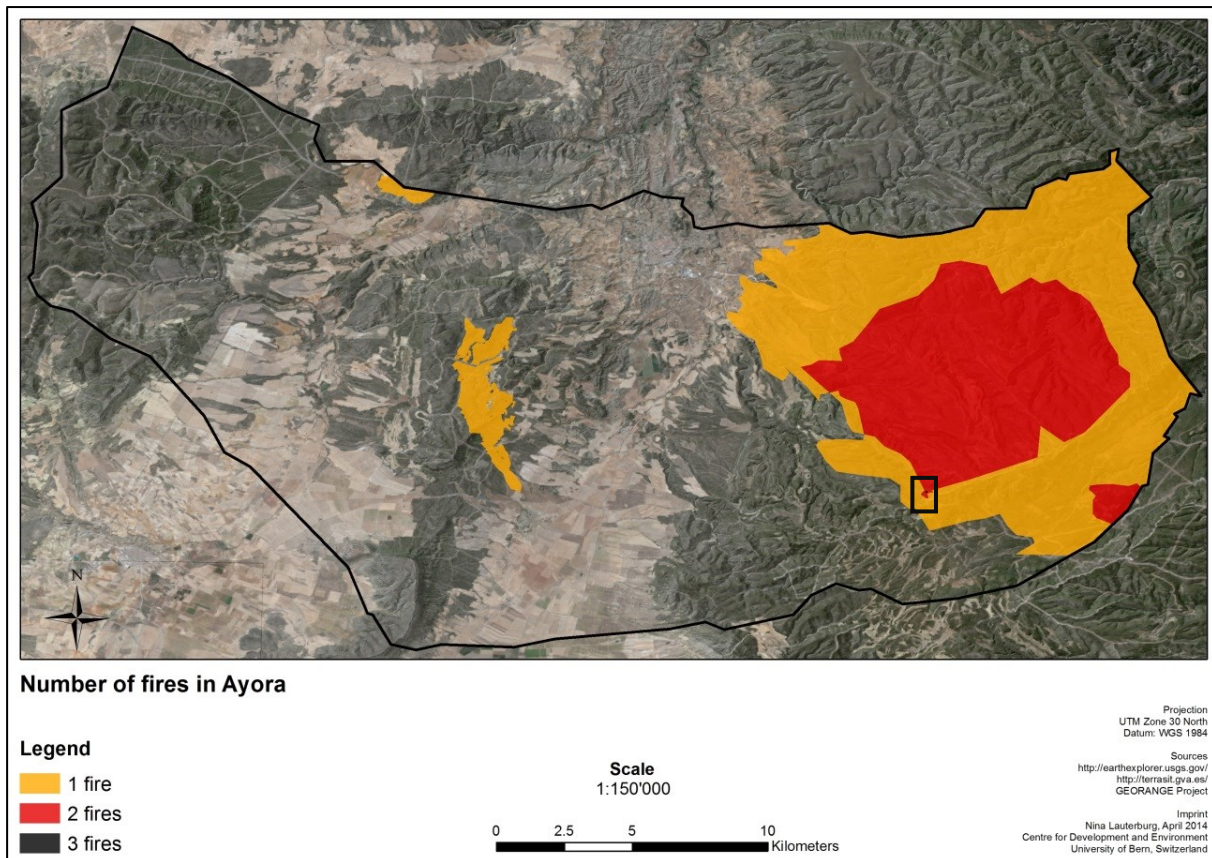 N
Number of fires in Ayora
Legend
1 fire
2 fires
3 fires
Scale
1:150'000
0 2.5 5 10
Kilometers
Projection
UTM Zone 30 North
Datum: WGS 1984
Sources
http://earthexplorer.usgs.gov/
http://terrasit.gva.es/
GEORANGE Project
Imprint
Nina Lauterburg, April 2014
Centre for Development and Environment
University of Bern, Switzerland